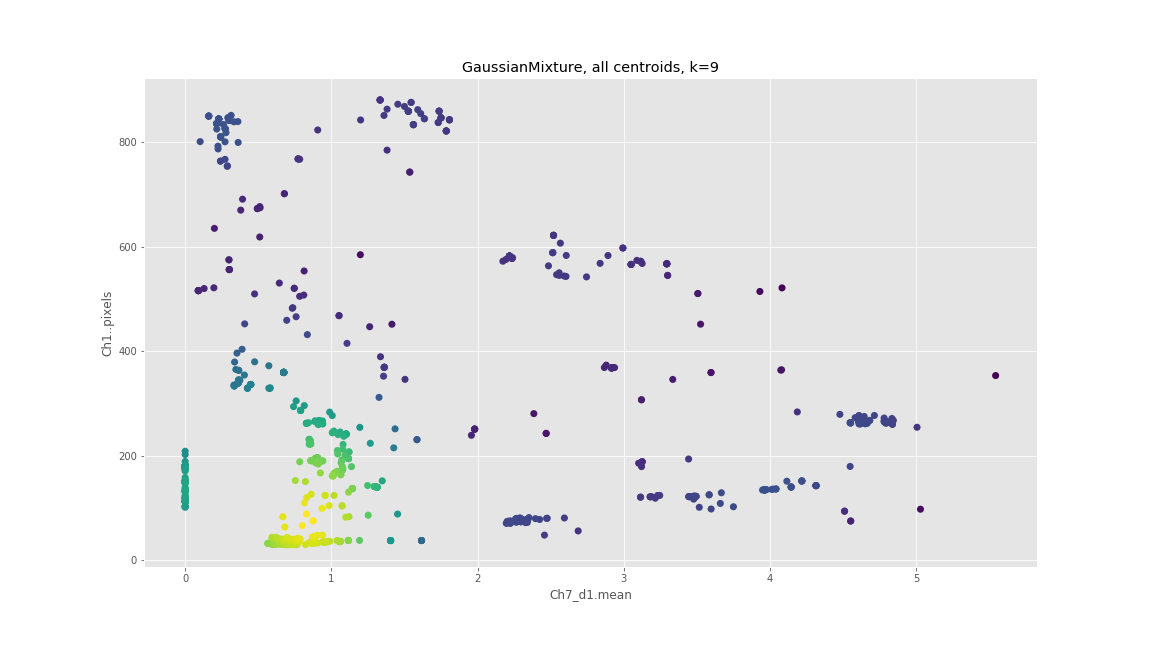 GaussianMixture, all centroids, k=9
800
600
400
200
0
Ch1..pixels
0 1 2 3 4 5
Ch7_d1.mean